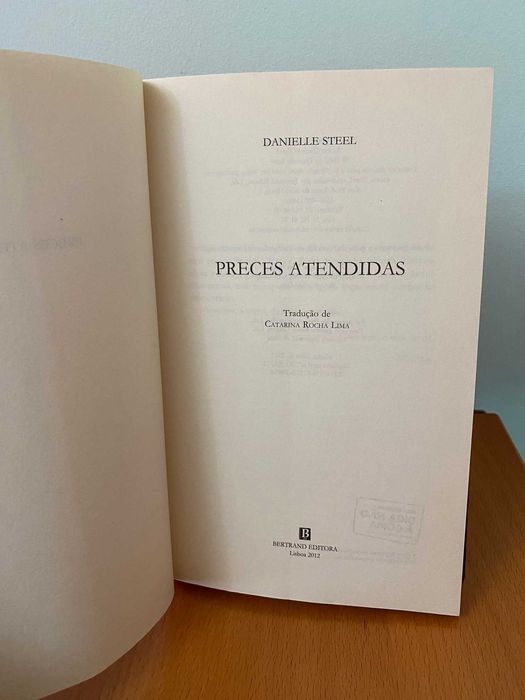 DANIELLE STEEL
PRECES ATENDIDAS
Tradução de
CATARINA ROCHA LIMA
B
BERTRAND EDITORA
Lisboa 2012